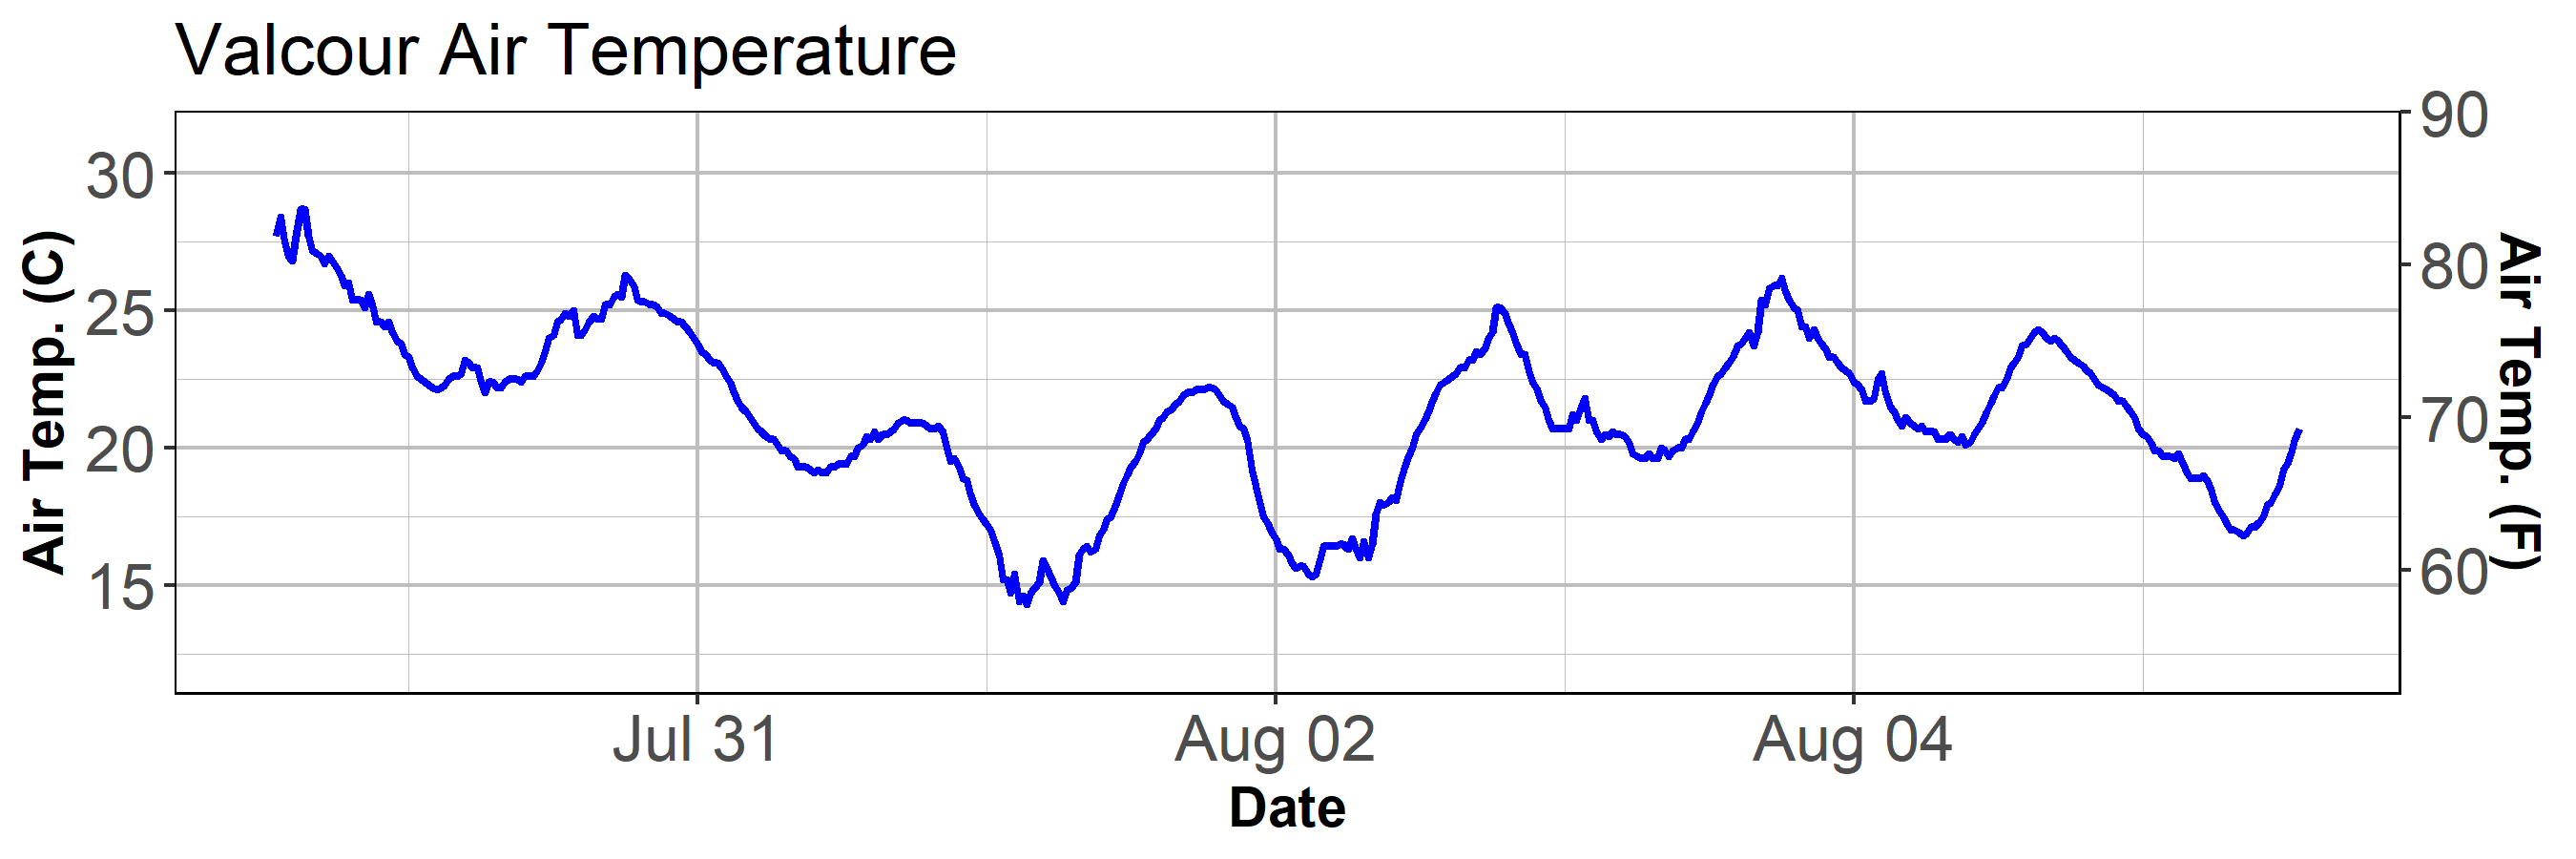 Valcour Air Temperature
Air Temp. (C)
30
25
20
15
90
80
70
60
Air Temp. (F)
Jul 31
Aug 02
Aug 04
Date